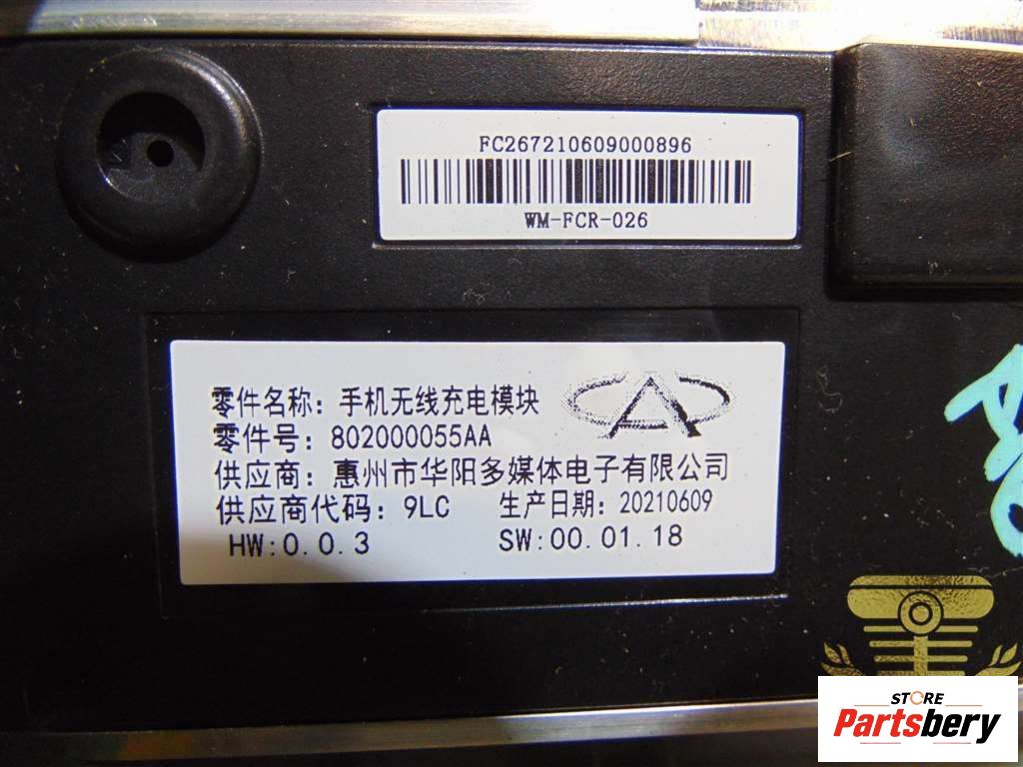 FC267210609000896
WM-FCR-026
零件名称：手机无线充电模块
零件号：802000055AA
供应商：惠州市华阳多媒体电子有限公司
供应商代码：9LC 生产日期：20210609
HW:0.0.3 SW:00.01.18
STORE
Partsbery